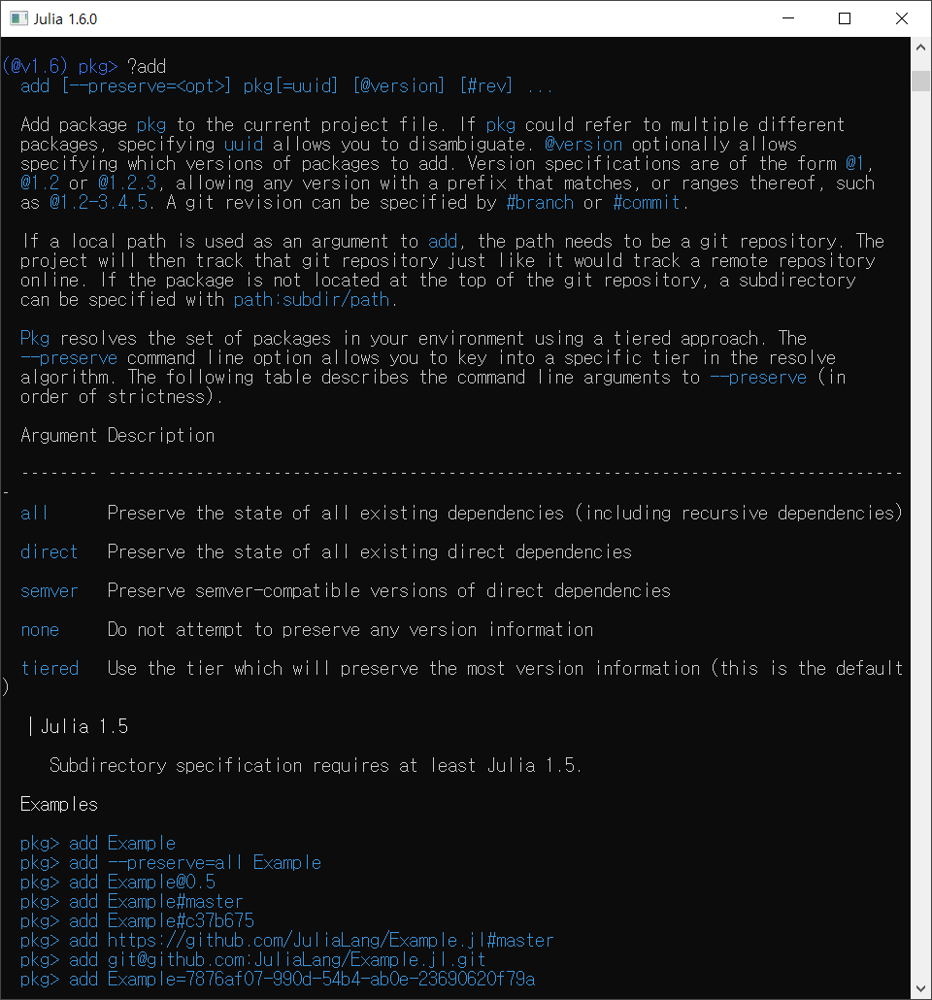 Julia 1.6.0
(@v1.6) pkg> ?add
add [--preserve=<opt>] pkg[=uuid] [@version] [#rev] ...
Add package pkg to the current project file. If pkg could refer to multiple different
packages, specifying uuid allows you to disambiguate. @version optionally allows
specifying which versions of packages to add. Version specifications are of the form @1,
@1.2 or @1.2.3, allowing any version with a prefix that matches, or ranges thereof, such
as @1.2-3.4.5. A git revision can be specified by #branch or #commit.
If a local path is used as an argument to add, the path needs to be a git repository. The
project will then track that git repository just like it would track a remote repository
online. If the package is not located at the top of the git repository, a subdirectory
can be specified with path:subdir/path.
Pkg resolves the set of packages in your environment using a tiered approach. The
--preserve command line option allows you to key into a specific tier in the resolve
algorithm. The following table describes the command line arguments to --preserve (in
order of strictness).
Argument Description
-------- ----------------------------------------------------------------------------------
-
all Preserve the state of all existing dependencies (including recursive dependencies)
direct Preserve the state of all existing direct dependencies
semver Preserve semver-compatible versions of direct dependencies
none Do not attempt to preserve any version information
tiered Use the tier which will preserve the most version information (this is the default
)
| Julia 1.5
Subdirectory specification requires at least Julia 1.5.
Examples
pkg> add Example
pkg> add --preserve=all Example
pkg> add Example@0.5
pkg> add Example#master
pkg> add Example#c37b675
pkg> add https://github.com/JuliaLang/Example.jl#master
pkg> add git@github.com:JuliaLang/Example.jl.git
pkg> add Example=7876af07-990d-54b4-ab0e-23690620f79a